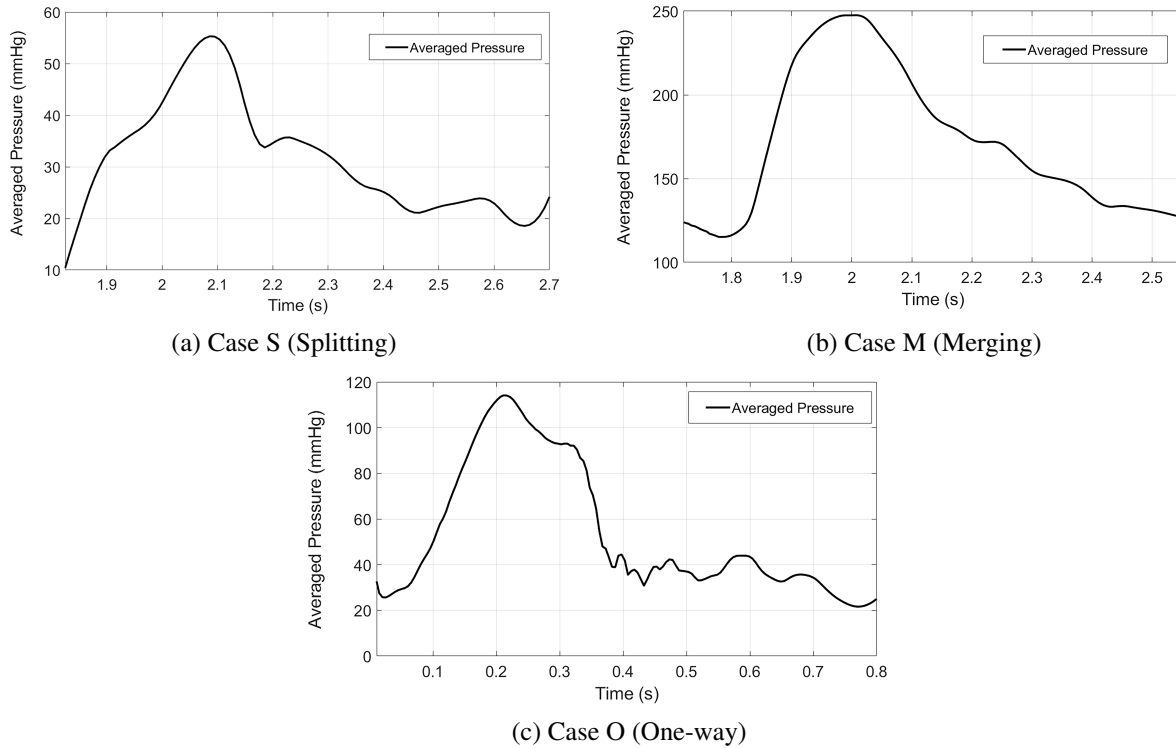 60
50
40
30
20
10
Averaged Pressure (mmHg)
Averaged Pressure
1.9 2 2.1 2.2 2.3 2.4 2.5 2.6 2.7
Time (s)
(a) Case S (Splitting)
250
200
150
100
Averaged Pressure (mmHg)
Averaged Pressure
1.8 1.9 2 2.1 2.2 2.3 2.4 2.5
Time (s)
(b) Case M (Merging)
120
100
80
60
40
20
0
Averaged Pressure (mmHg)
Averaged Pressure
0.1 0.2 0.3 0.4 0.5 0.6 0.7 0.8
Time (s)
(c) Case O (One-way)